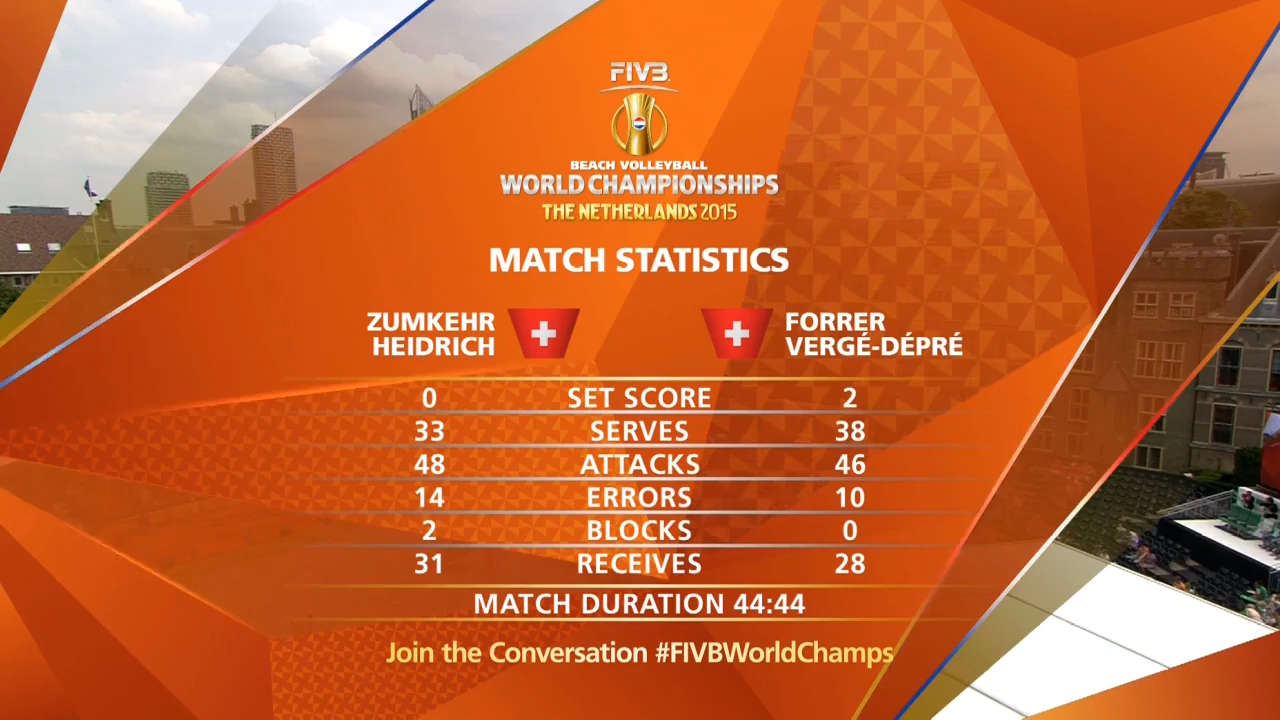 FIVB
BEACH VOLLEYBALL
WORLD CHAMPIONSHIPS
THE NETHERLANDS 2015
MATCH STATISTICS
ZUMKEHR
HEIDRICH
FORRER
VERGÉ-DÉPRÉ
0 SET SCORE 2
33 SERVES 38
48 ATTACKS 46
14 ERRORS 10
2 BLOCKS 0
31 RECEIVES 28
MATCH DURATION 44:44
Join the Conversation #FIVBWorldChamps